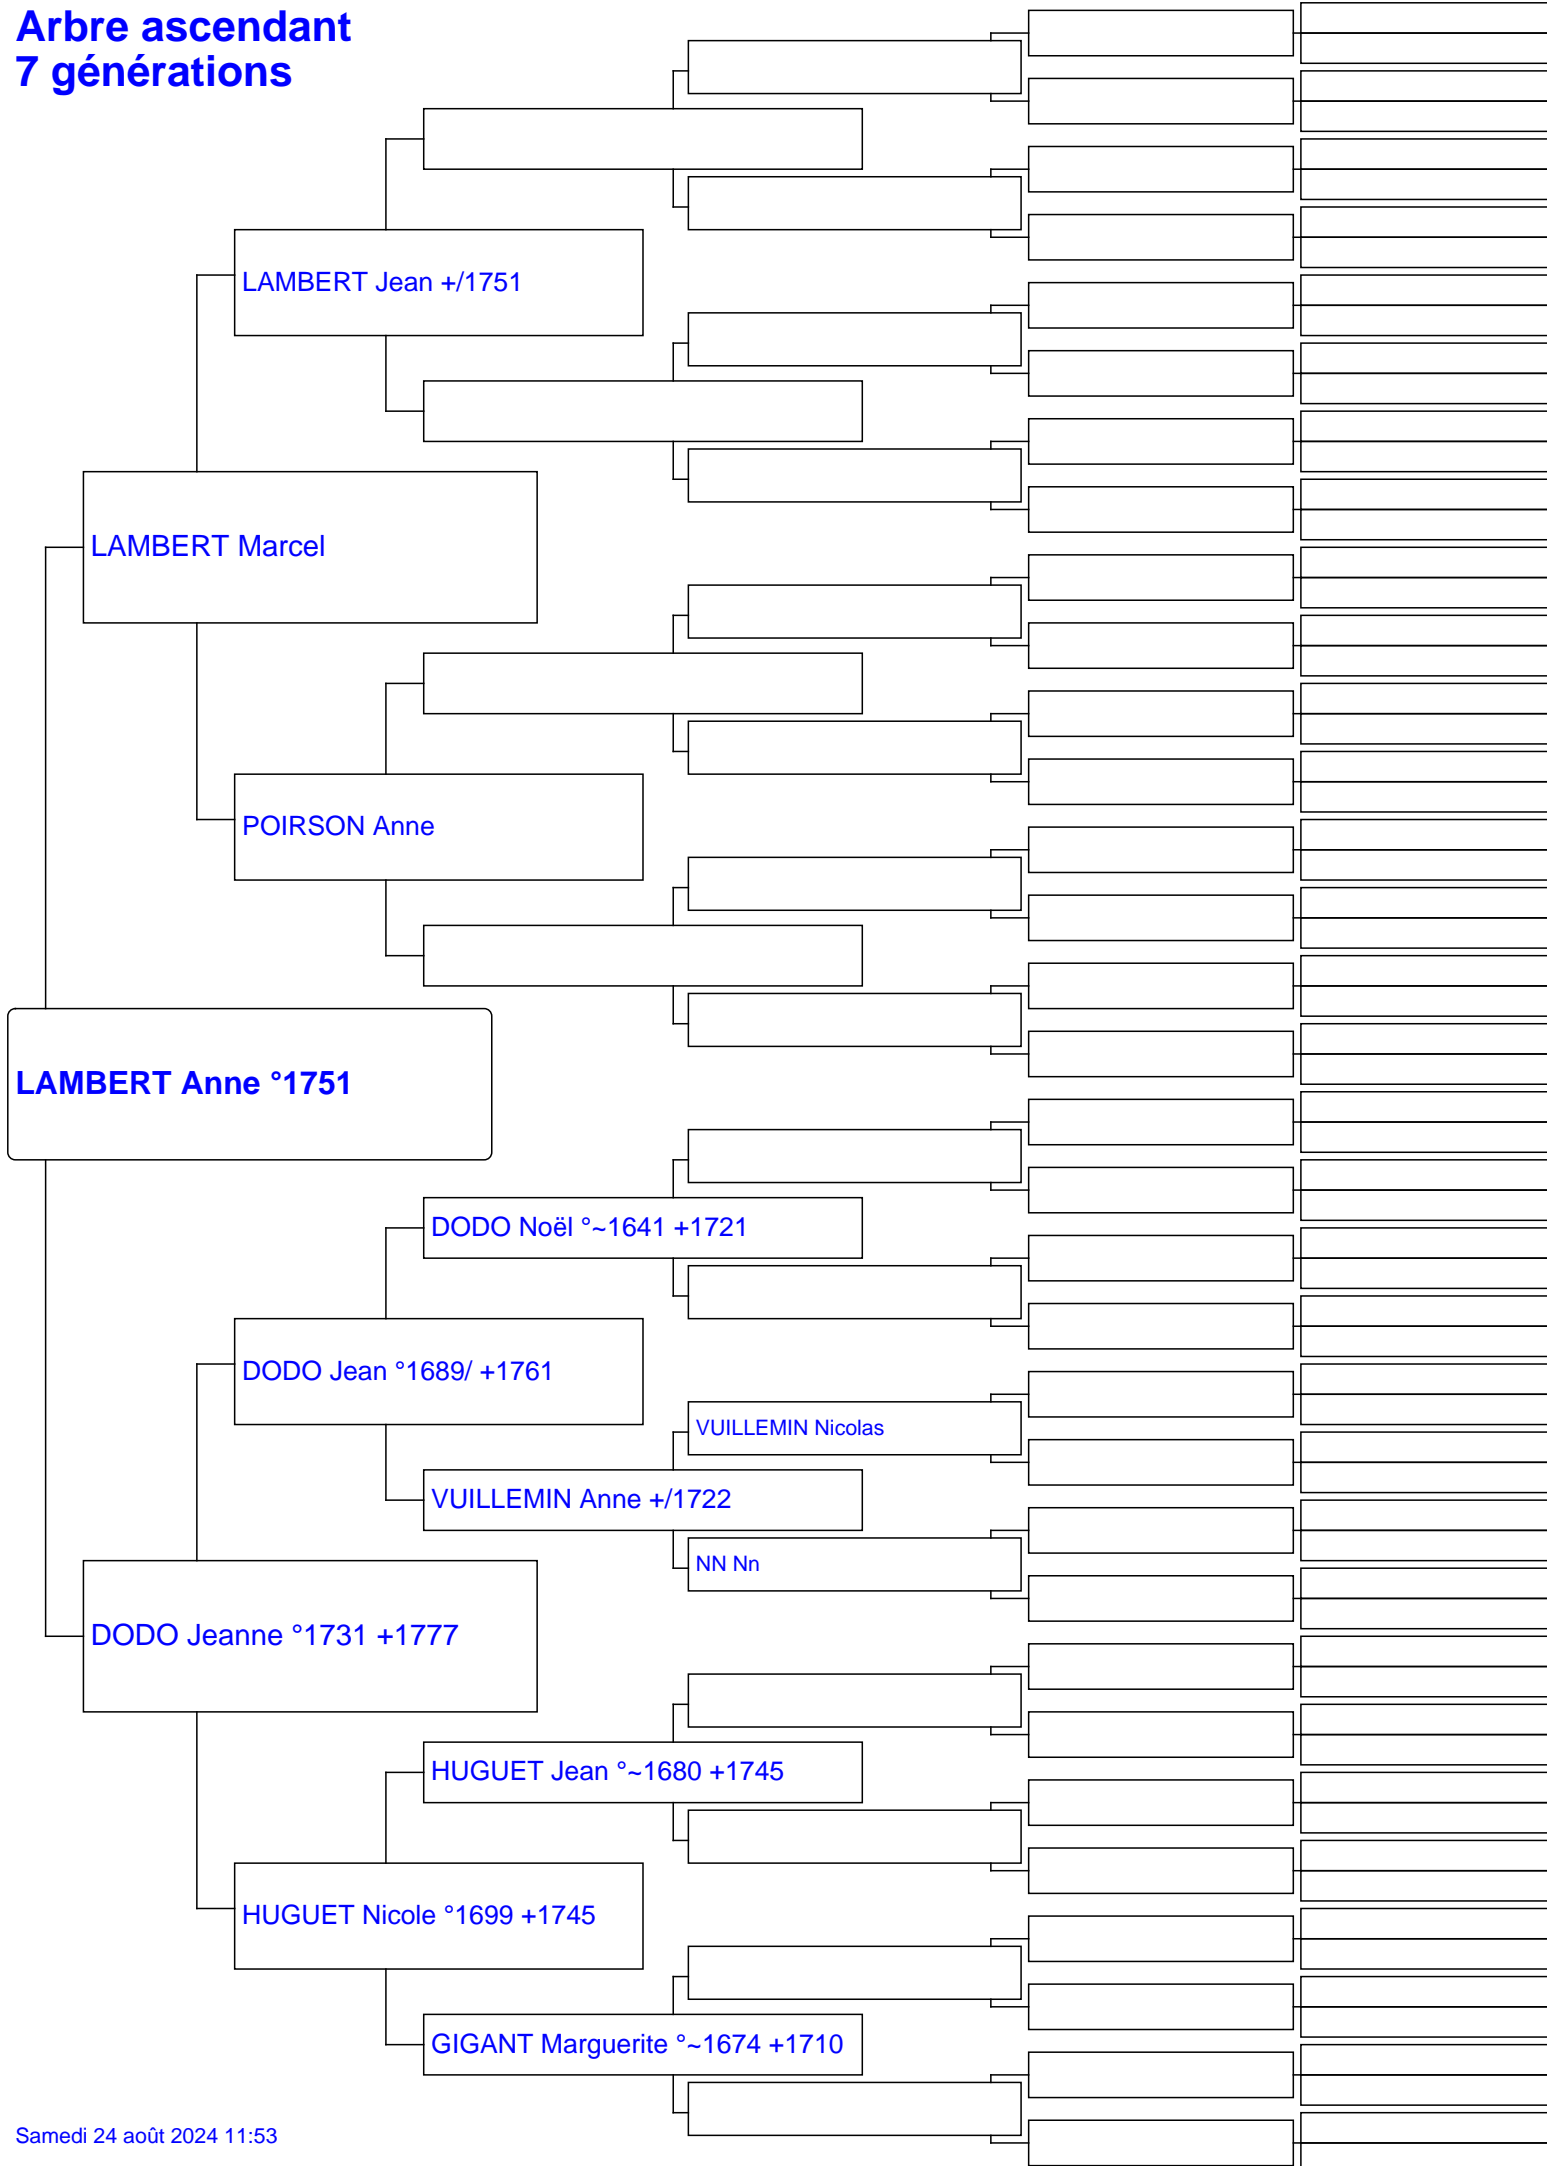 Arbre ascendant
7 générations
LAMBERT Jean +/1751
LAMBERT Marcel
POIRSON Anne
LAMBERT Anne °1751
DODO Noël °~1641 +1721
DODO Jean °1689/ +1761
VUILLEMIN Nicolas
VUILLEMIN Anne +/1722
NN Nn
DODO Jeanne °1731 +1777
HUGUET Jean °~1680 +1745
HUGUET Nicole °1699 +1745
GIGANT Marguerite °~1674 +1710
Samedi 24 août 2024 11:53